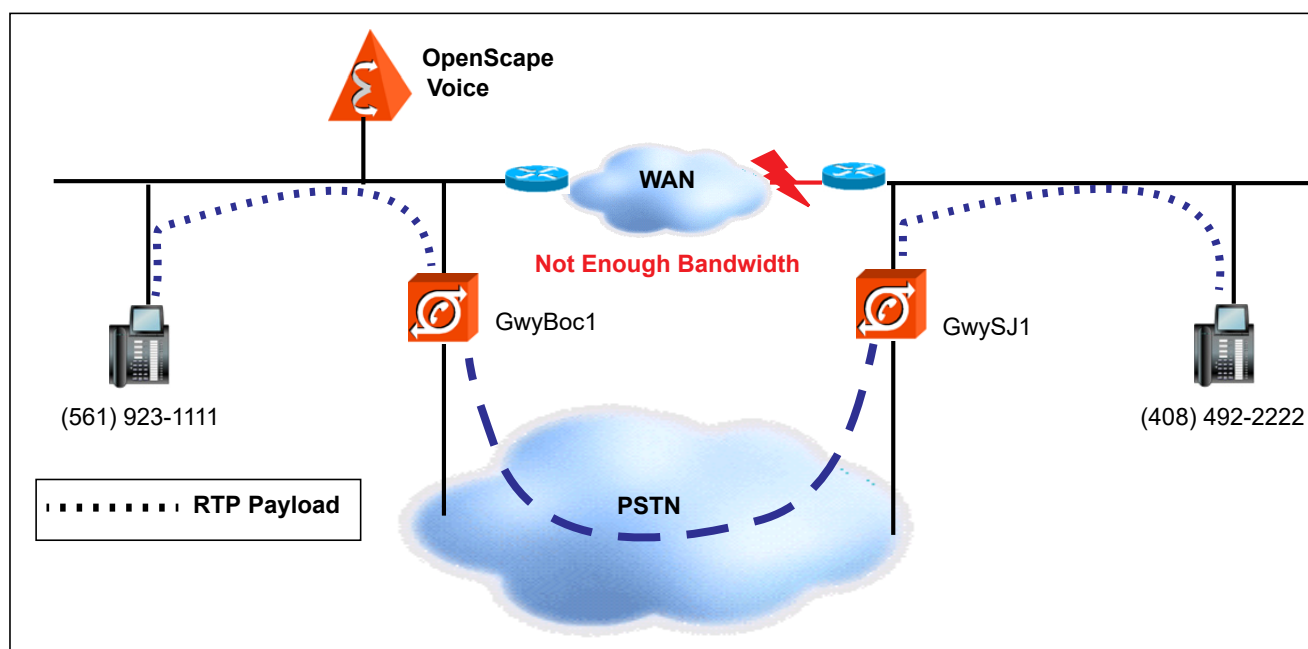 OpenScape
Voice
WAN
Not Enough Bandwidth
GwyBoc1
GwySJ1
(561) 923-1111
(408) 492-2222
RTP Payload
PSTN